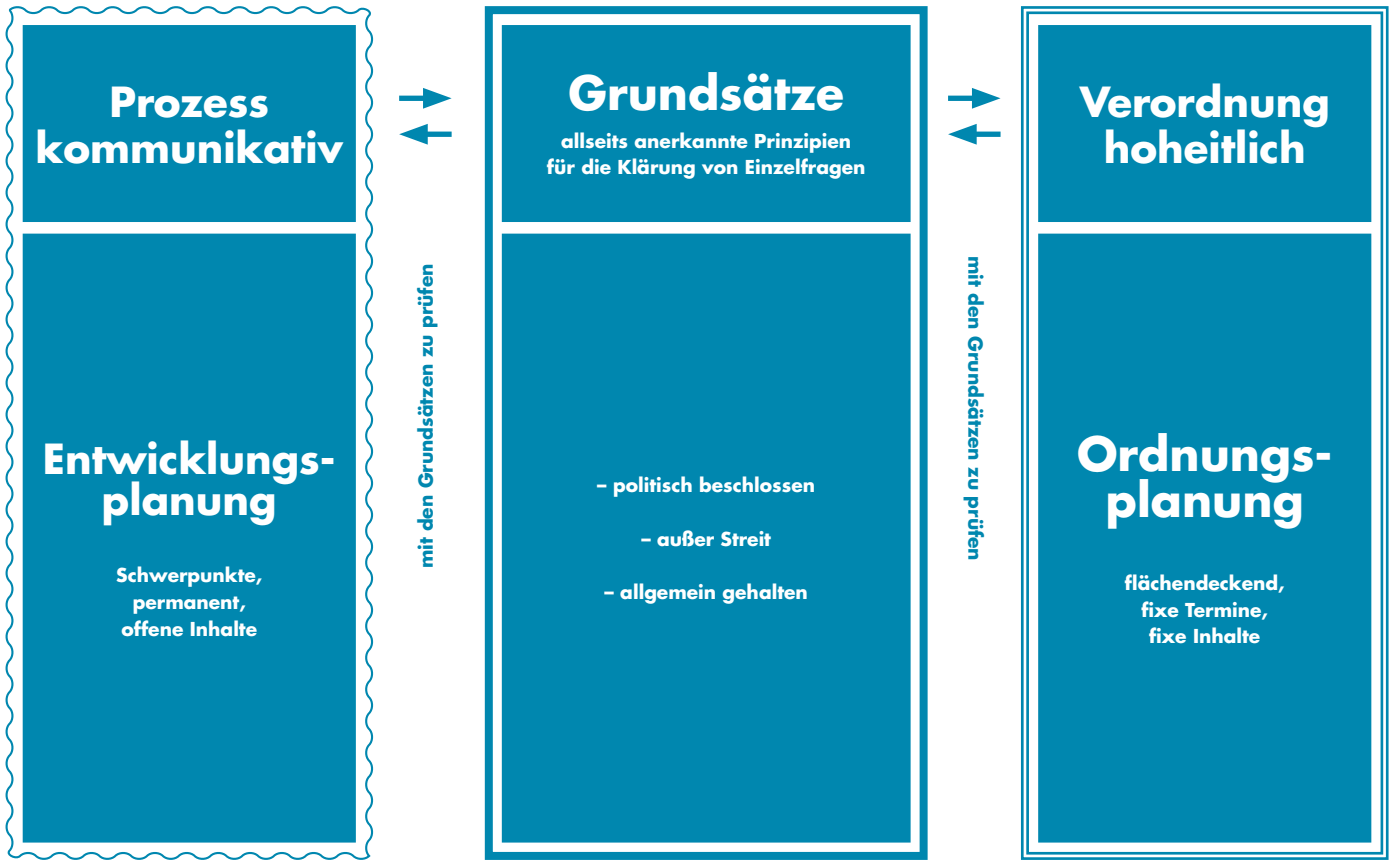 Prozess
kommunikativ
Entwicklungs-
planung
Schwerpunkte,
permanent,
offene Inhalte
mit den Grundsätzen zu prüfen
Grundsätze
allseits anerkannte Prinzipien
für die Klärung von Einzelfragen
– politisch beschlossen
– außer Streit
– allgemein gehalten
mit den Grundsätzen zu prüfen
Verordnung
hoheitlich
Ordnungs-
planung
flächendeckend,
fixe Termine,
fixe Inhalte